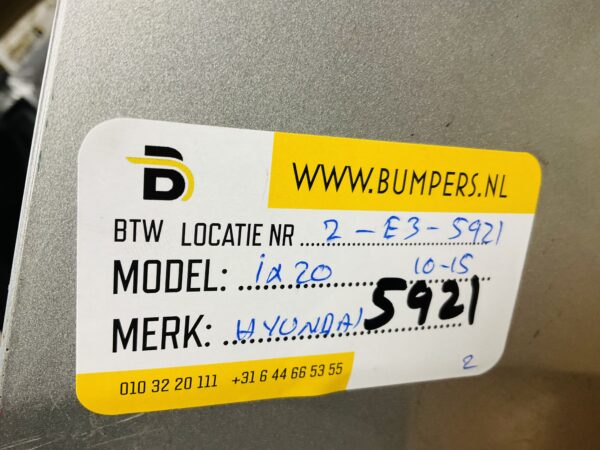 B
WWW.BUMPERS.NL
BTW LOCATIE NR 2-E3-5921
MODEL: ix20 10-15
MERK: HYUNDAI 5921
2
010 32 20 111 +31 6 44 66 53 55